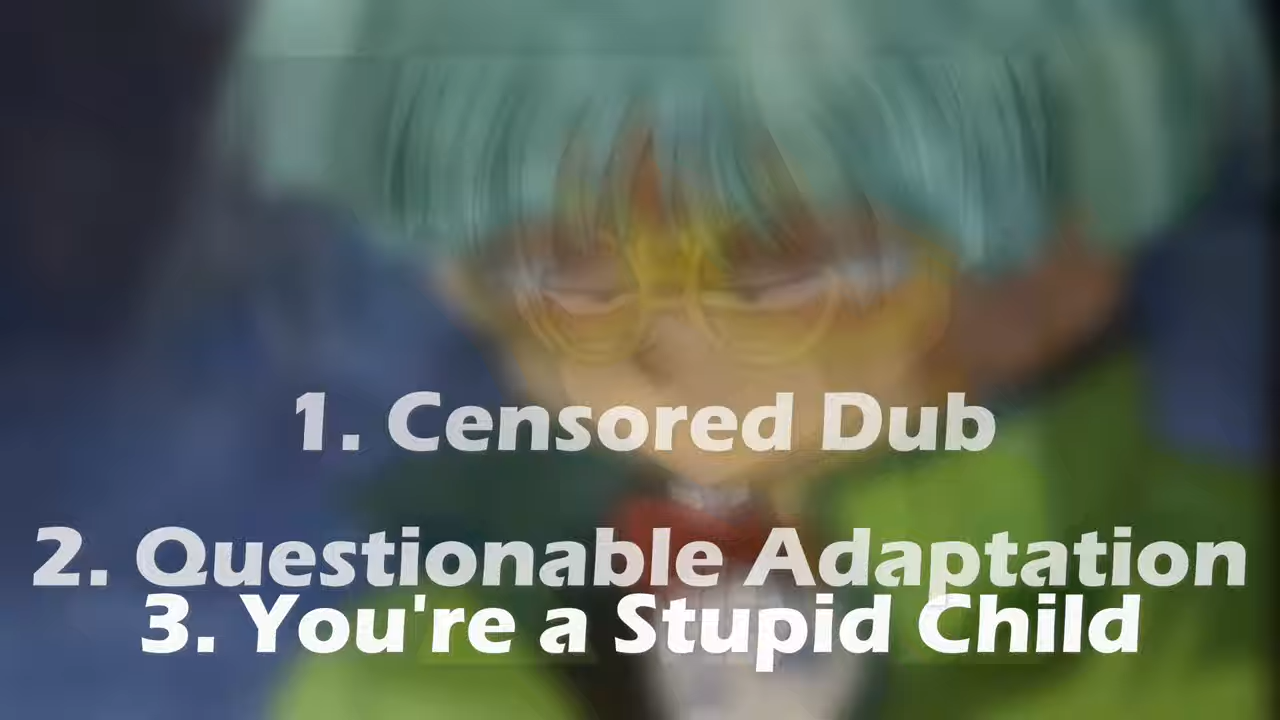 1. Censored Dub
2. Questionable Adaptation
3. You're a Stupid Child